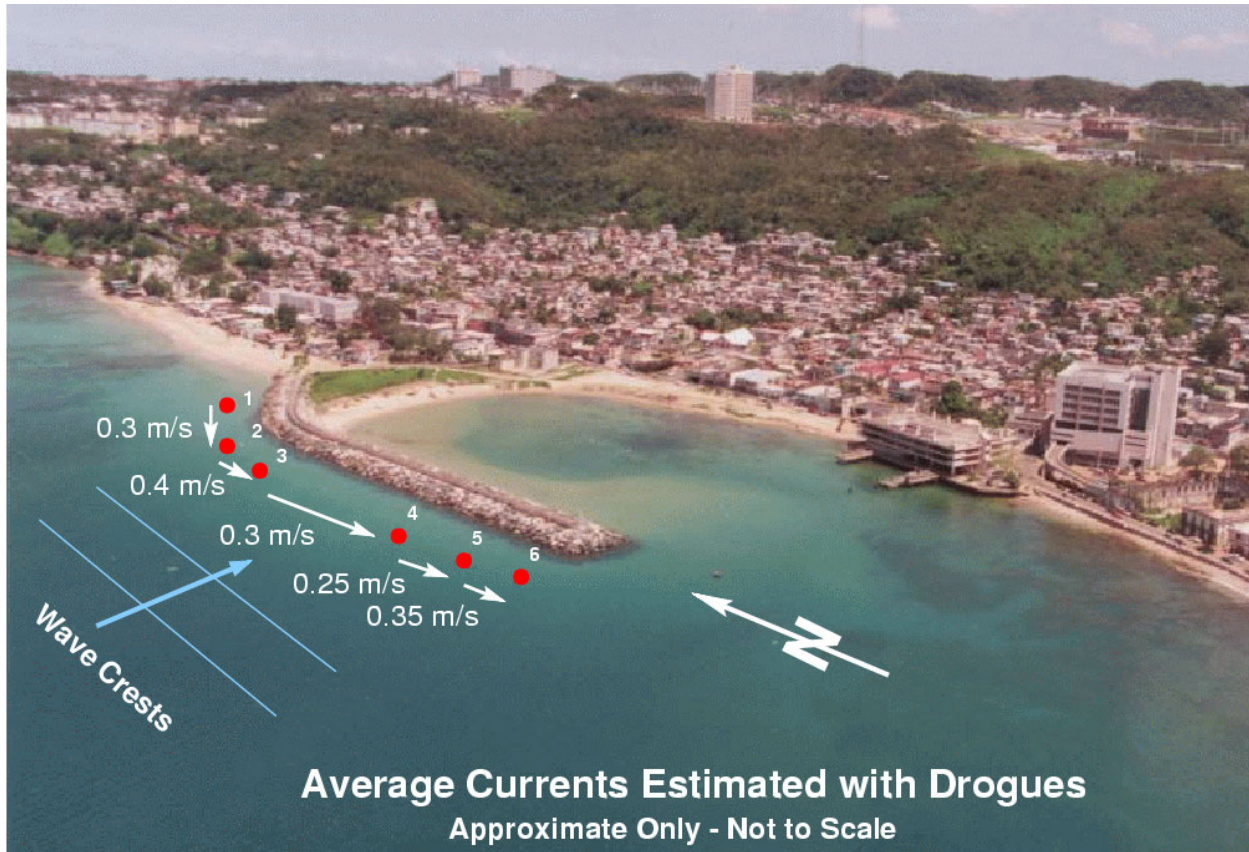 1
0.3 m/s
2
3
0.4 m/s
4
0.3 m/s
5
6
0.25 m/s
0.35 m/s
Wave Crests
N
Average Currents Estimated with Drogues
Approximate Only - Not to Scale